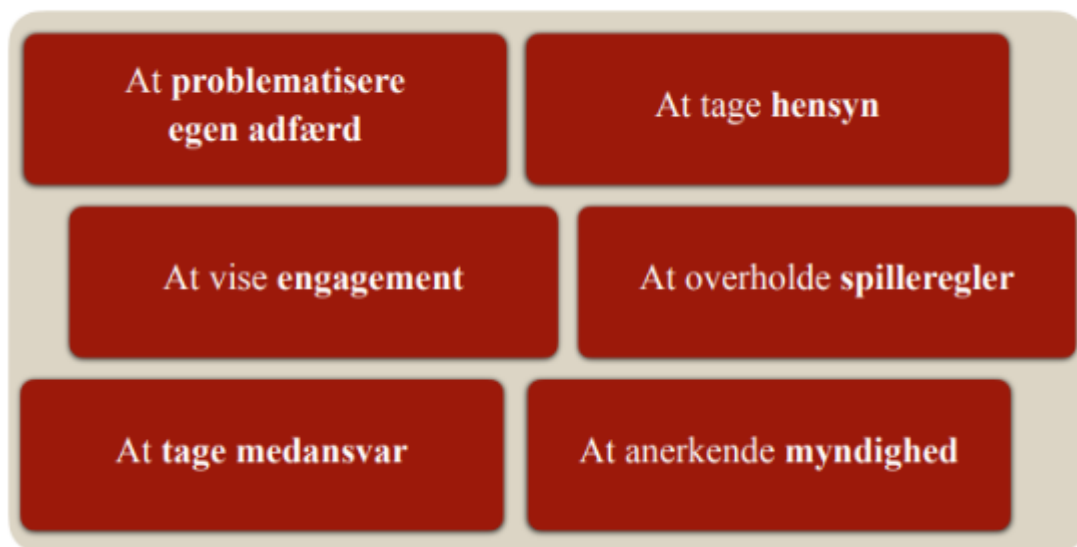 At problematisere
egen adfærd
At tage hensyn
At vise engagement
At overholde spilleregler
At tage medansvar
At anerkende myndighed